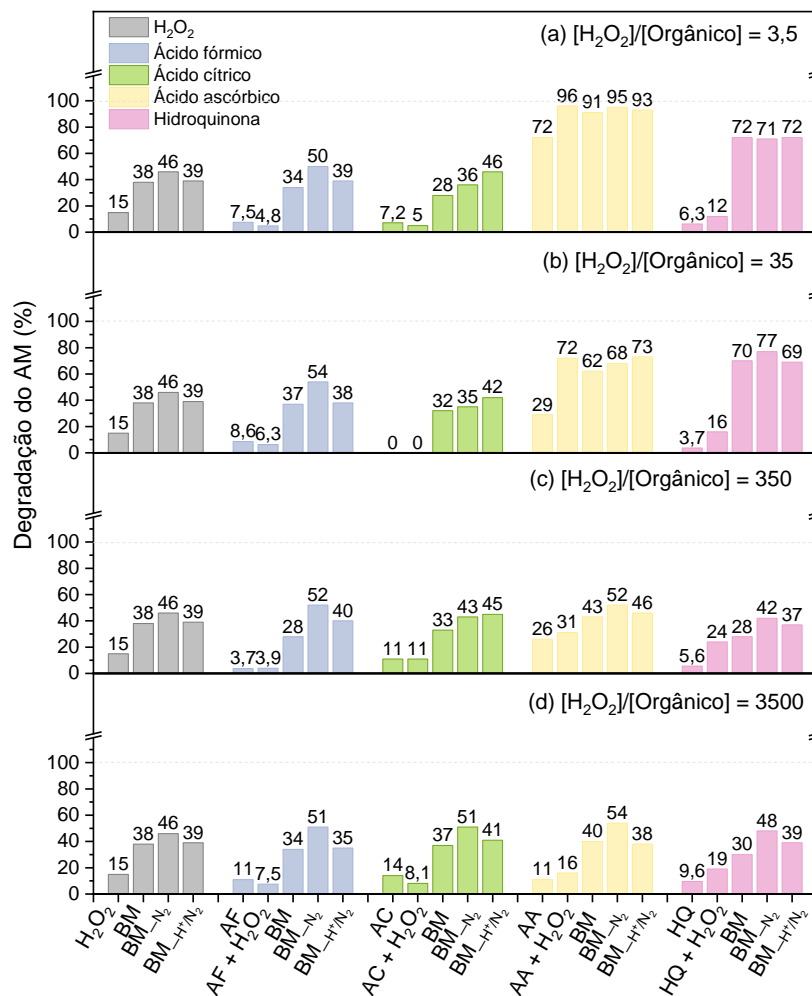 H₂O₂
Ácido fórmico
Ácido cítrico
Ácido ascórbico
Hidroquinona
(a) [H₂O₂]/[Orgânico] = 3,5
Degradação do AM (%)
100
80
60
40
20
0
15 38 46 39 7,5 4,8 34 50 39 7,2 5 28 36 46 72 96 91 95 93 6,3 12 72 71 72
(b) [H₂O₂]/[Orgânico] = 35
100
80
60
40
20
0
15 38 46 39 8,6 6,3 37 54 38 0 0 32 35 42 29 72 62 68 73 3,7 16 70 77 69
(c) [H₂O₂]/[Orgânico] = 350
100
80
60
40
20
0
15 38 46 39 3,7 3,9 28 52 40 11 11 33 43 45 26 31 43 52 46 5,6 24 28 42 37
(d) [H₂O₂]/[Orgânico] = 3500
100
80
60
40
20
0
15 38 46 39 11 7,5 34 51 35 14 8,1 37 51 41 11 16 40 54 38 9,6 19 30 48 39
H₂O₂
BM
BM_N₂
BM_H⁺/N₂
AF
AF + H₂O₂
BM
BM_N₂
BM_H⁺/N₂
AC
AC + H₂O₂
BM
BM_N₂
BM_H⁺/N₂
AA
AA + H₂O₂
BM
BM_N₂
BM_H⁺/N₂
HQ
HQ + H₂O₂
BM
BM_N₂
BM_H⁺/N₂